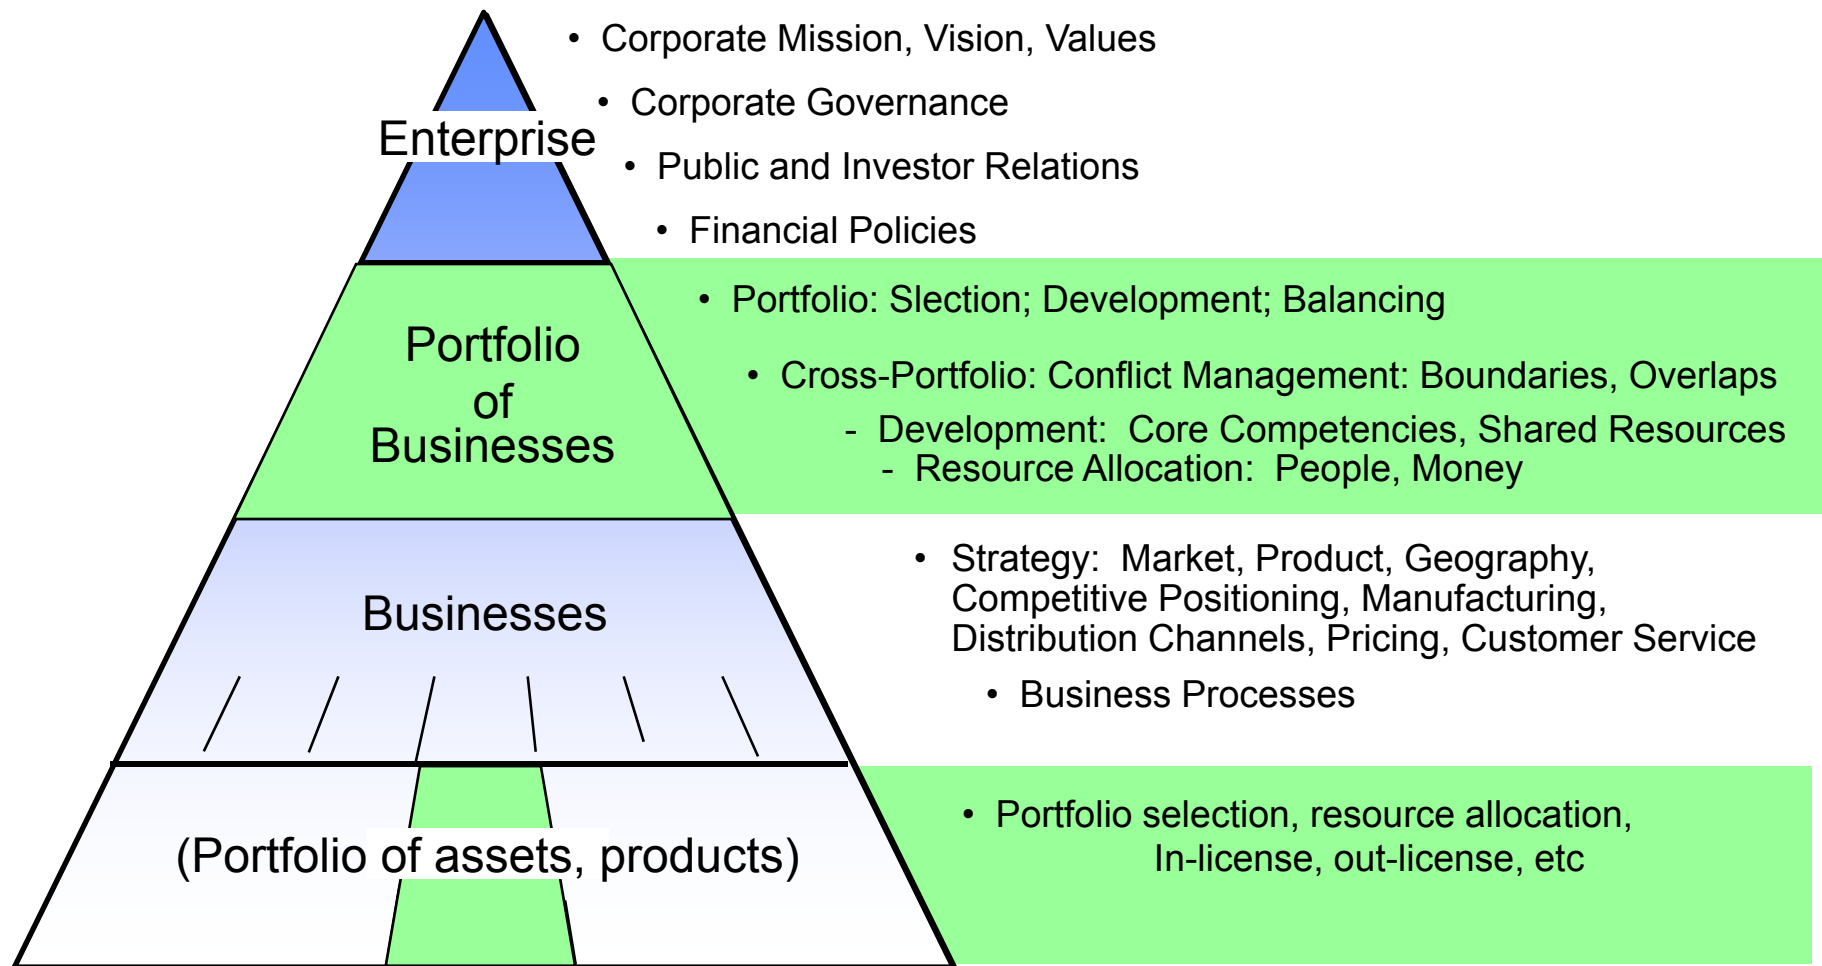 • Corporate Mission, Vision, Values
• Corporate Governance
Enterprise
• Public and Investor Relations
• Financial Policies
• Portfolio: Slection; Development; Balancing
Portfolio
of
Businesses
• Cross-Portfolio: Conflict Management: Boundaries, Overlaps
- Development: Core Competencies, Shared Resources
- Resource Allocation: People, Money
Businesses
• Strategy: Market, Product, Geography,
Competitive Positioning, Manufacturing,
Distribution Channels, Pricing, Customer Service
• Business Processes
(Portfolio of assets, products)
• Portfolio selection, resource allocation,
In-license, out-license, etc